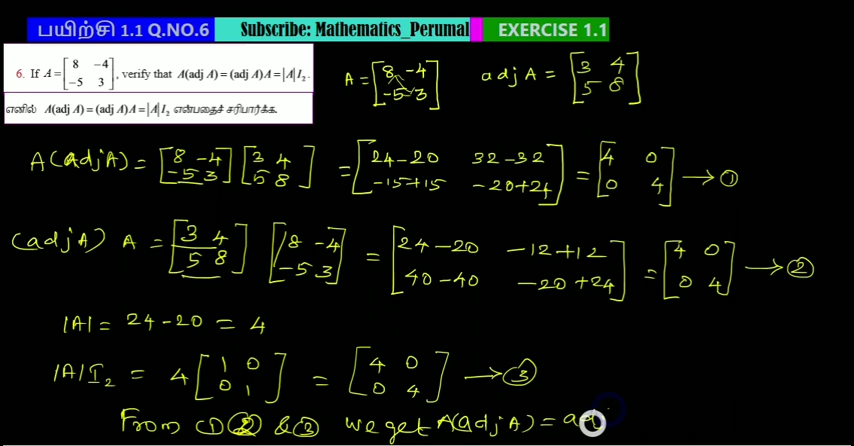 பயிற்சி 1.1 Q.NO.6 Subscribe: Mathematics_Perumal EXERCISE 1.1
6. If A = [8 -4; -5 3], verify that A(adj A) = (adj A)A = |A|I₂.
எனில் A(adj A) = (adj A)A = |A|I₂ என்பதைச் சரிபார்க்க.
A = [8 -4; -5 3] adj A = [3 4; 5 8]
A(adjA) = [8 -4; -5 3] [3 4; 5 8] = [24-20 32-32; -15+15 -20+24] = [4 0; 0 4] → ①
(adjA) A = [3 4; 5 8] [8 -4; -5 3] = [24-20 -12+12; 40-40 -20+24] = [4 0; 0 4] → ②
|A| = 24-20 = 4
|A|I₂ = 4 [1 0; 0 1] = [4 0; 0 4] → ③
From ① ② & ③ we get A(adjA) = ad